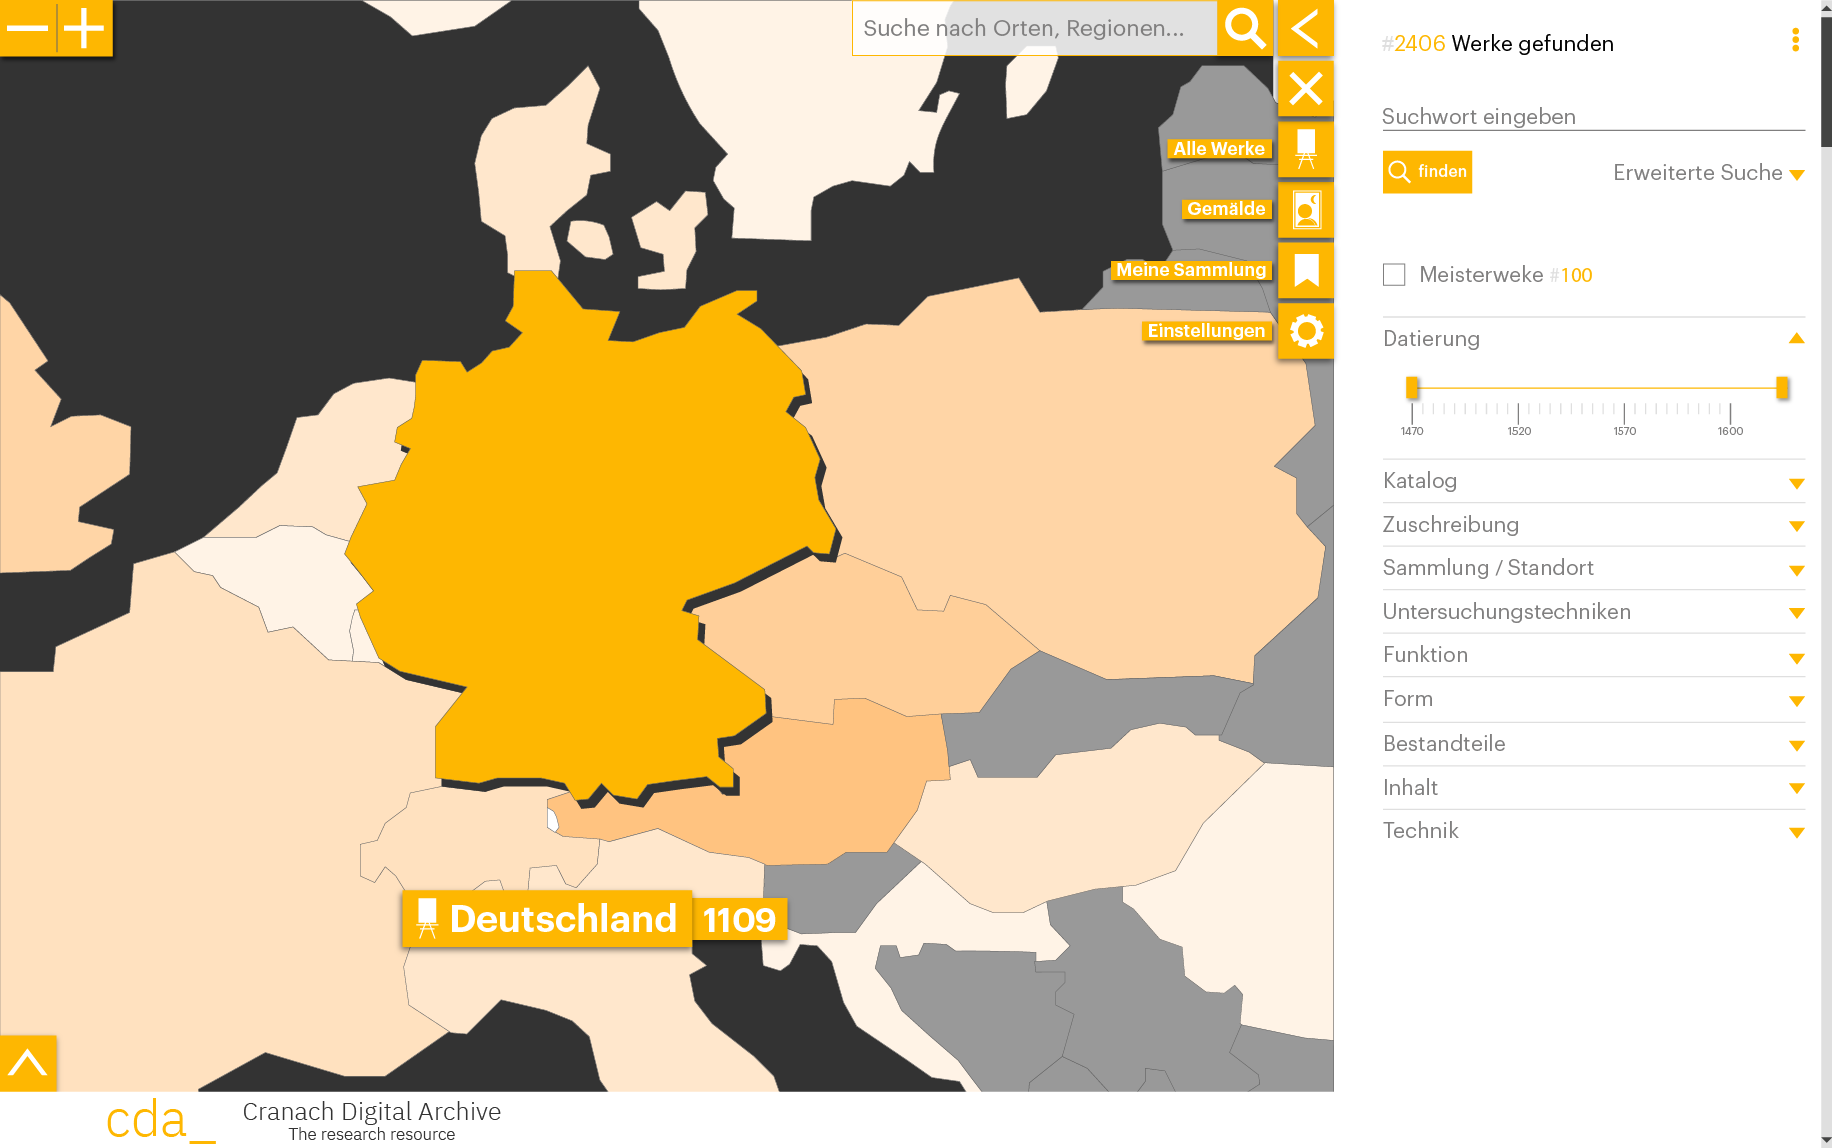 Suche nach Orten, Regionen...
Alle Werke
Gemälde
Meine Sammlung
Einstellungen
Deutschland 1109
cda_
Cranach Digital Archive
The research resource
#2406 Werke gefunden
Suchwort eingeben
finden
Erweiterte Suche
Meisterweke #100
Datierung
1470 1520 1570 1600
Katalog
Zuschreibung
Sammlung / Standort
Untersuchungstechniken
Funktion
Form
Bestandteile
Inhalt
Technik